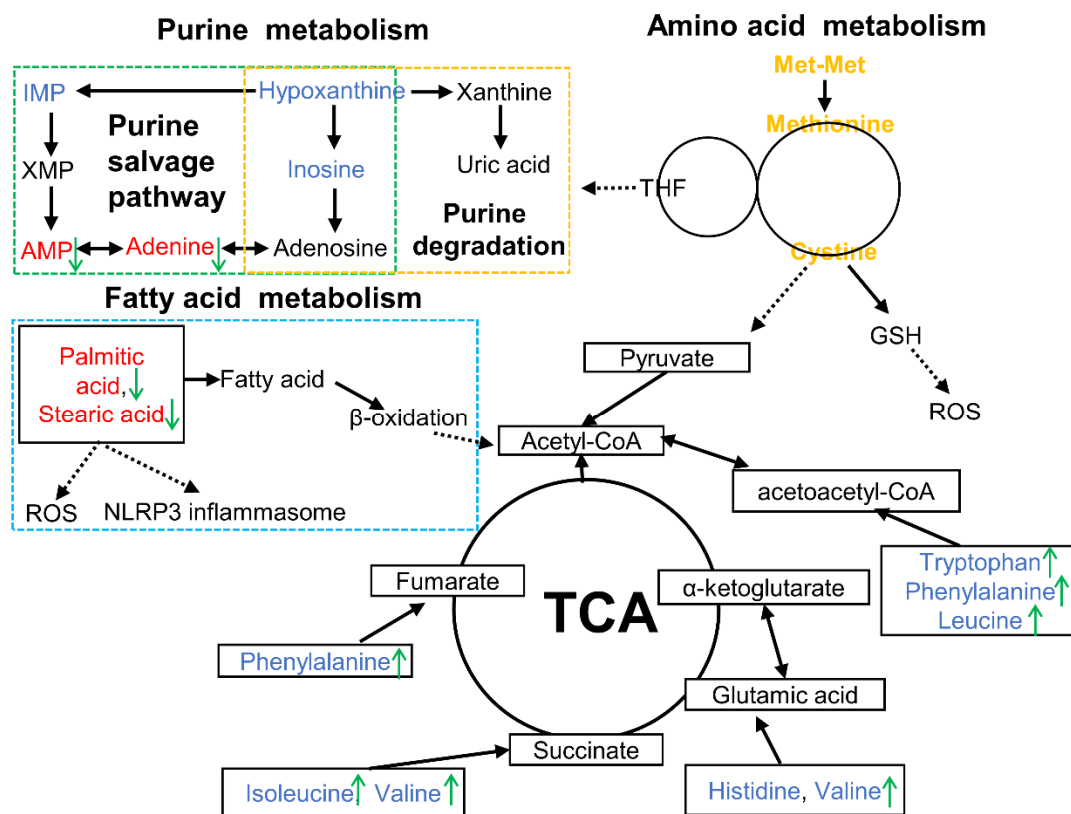 Purine metabolism
Amino acid metabolism
IMP
Hypoxanthine
Xanthine
Purine
salvage
pathway
XMP
Inosine
Uric acid
AMP
Adenine
Adenosine
Purine
degradation
Met-Met
Methionine
THF
Cystine
GSH
ROS
Fatty acid metabolism
Palmitic
acid,
Stearic acid
Fatty acid
β-oxidation
ROS
NLRP3 inflammasome
Pyruvate
Acetyl-CoA
acetoacetyl-CoA
Tryptophan
Phenylalanine
Leucine
Fumarate
TCA
α-ketoglutarate
Phenylalanine
Glutamic acid
Succinate
Isoleucine, Valine
Histidine, Valine